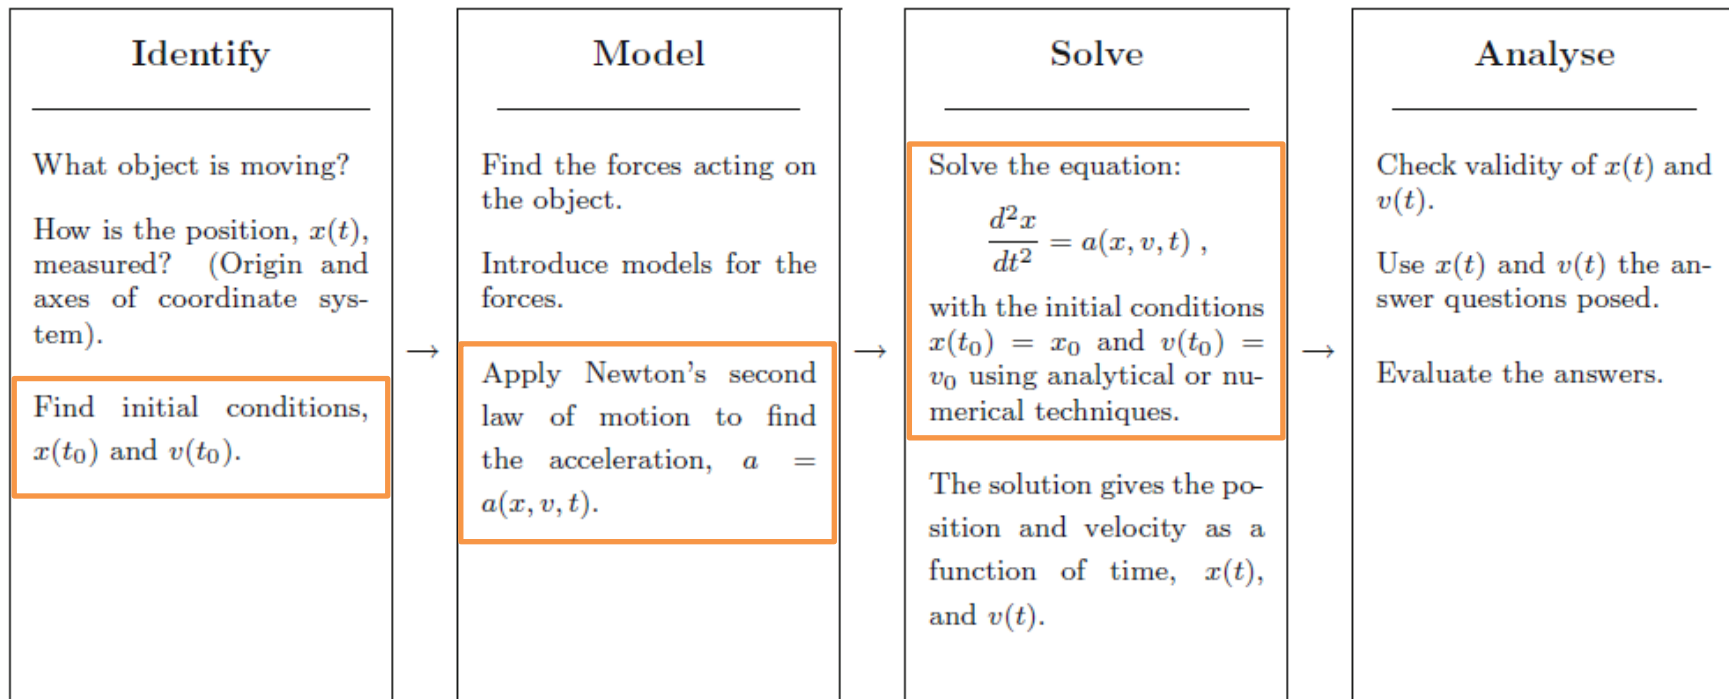 Identify
What object is moving?
How is the position, x(t),
measured? (Origin and
axes of coordinate sys-
tem).
Find initial conditions,
x(t₀) and v(t₀).
→
Model
Find the forces acting on
the object.
Introduce models for the
forces.
Apply Newton's second
law of motion to find
the acceleration, a =
a(x, v, t).
→
Solve
Solve the equation:
d²x/dt² = a(x, v, t) ,
with the initial conditions
x(t₀) = x₀ and v(t₀) =
v₀ using analytical or nu-
merical techniques.
The solution gives the po-
sition and velocity as a
function of time, x(t),
and v(t).
→
Analyse
Check validity of x(t) and
v(t).
Use x(t) and v(t) the an-
swer questions posed.
Evaluate the answers.